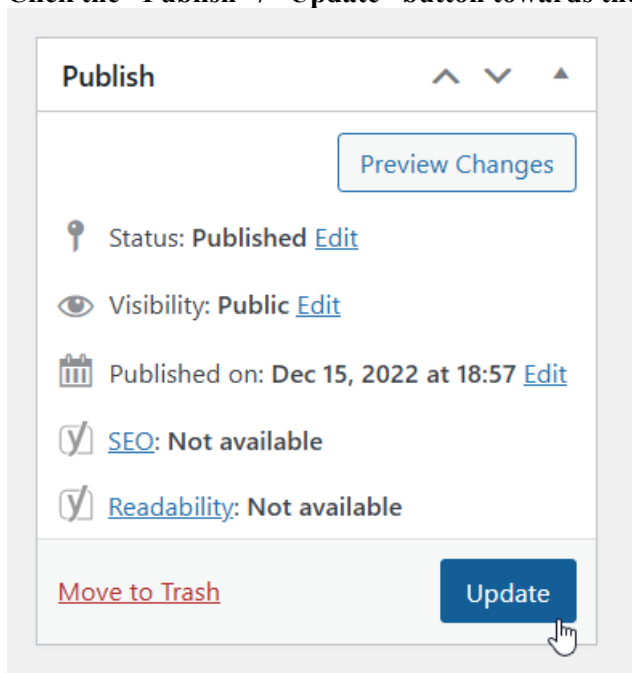 Click the "Publish" / "Update" button towards the
Publish
Preview Changes
Status: Published Edit
Visibility: Public Edit
Published on: Dec 15, 2022 at 18:57 Edit
SEO: Not available
Readability: Not available
Move to Trash
Update